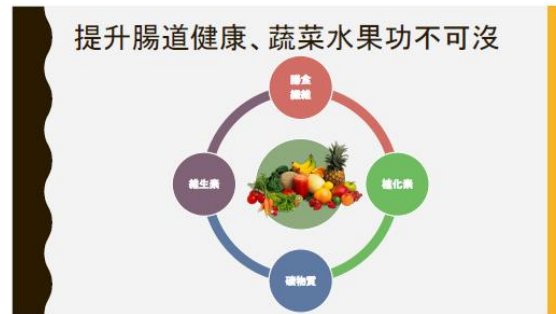 提升腸道健康、蔬菜水果功不可沒
膳食
纖維
維生素
植化素
礦物質